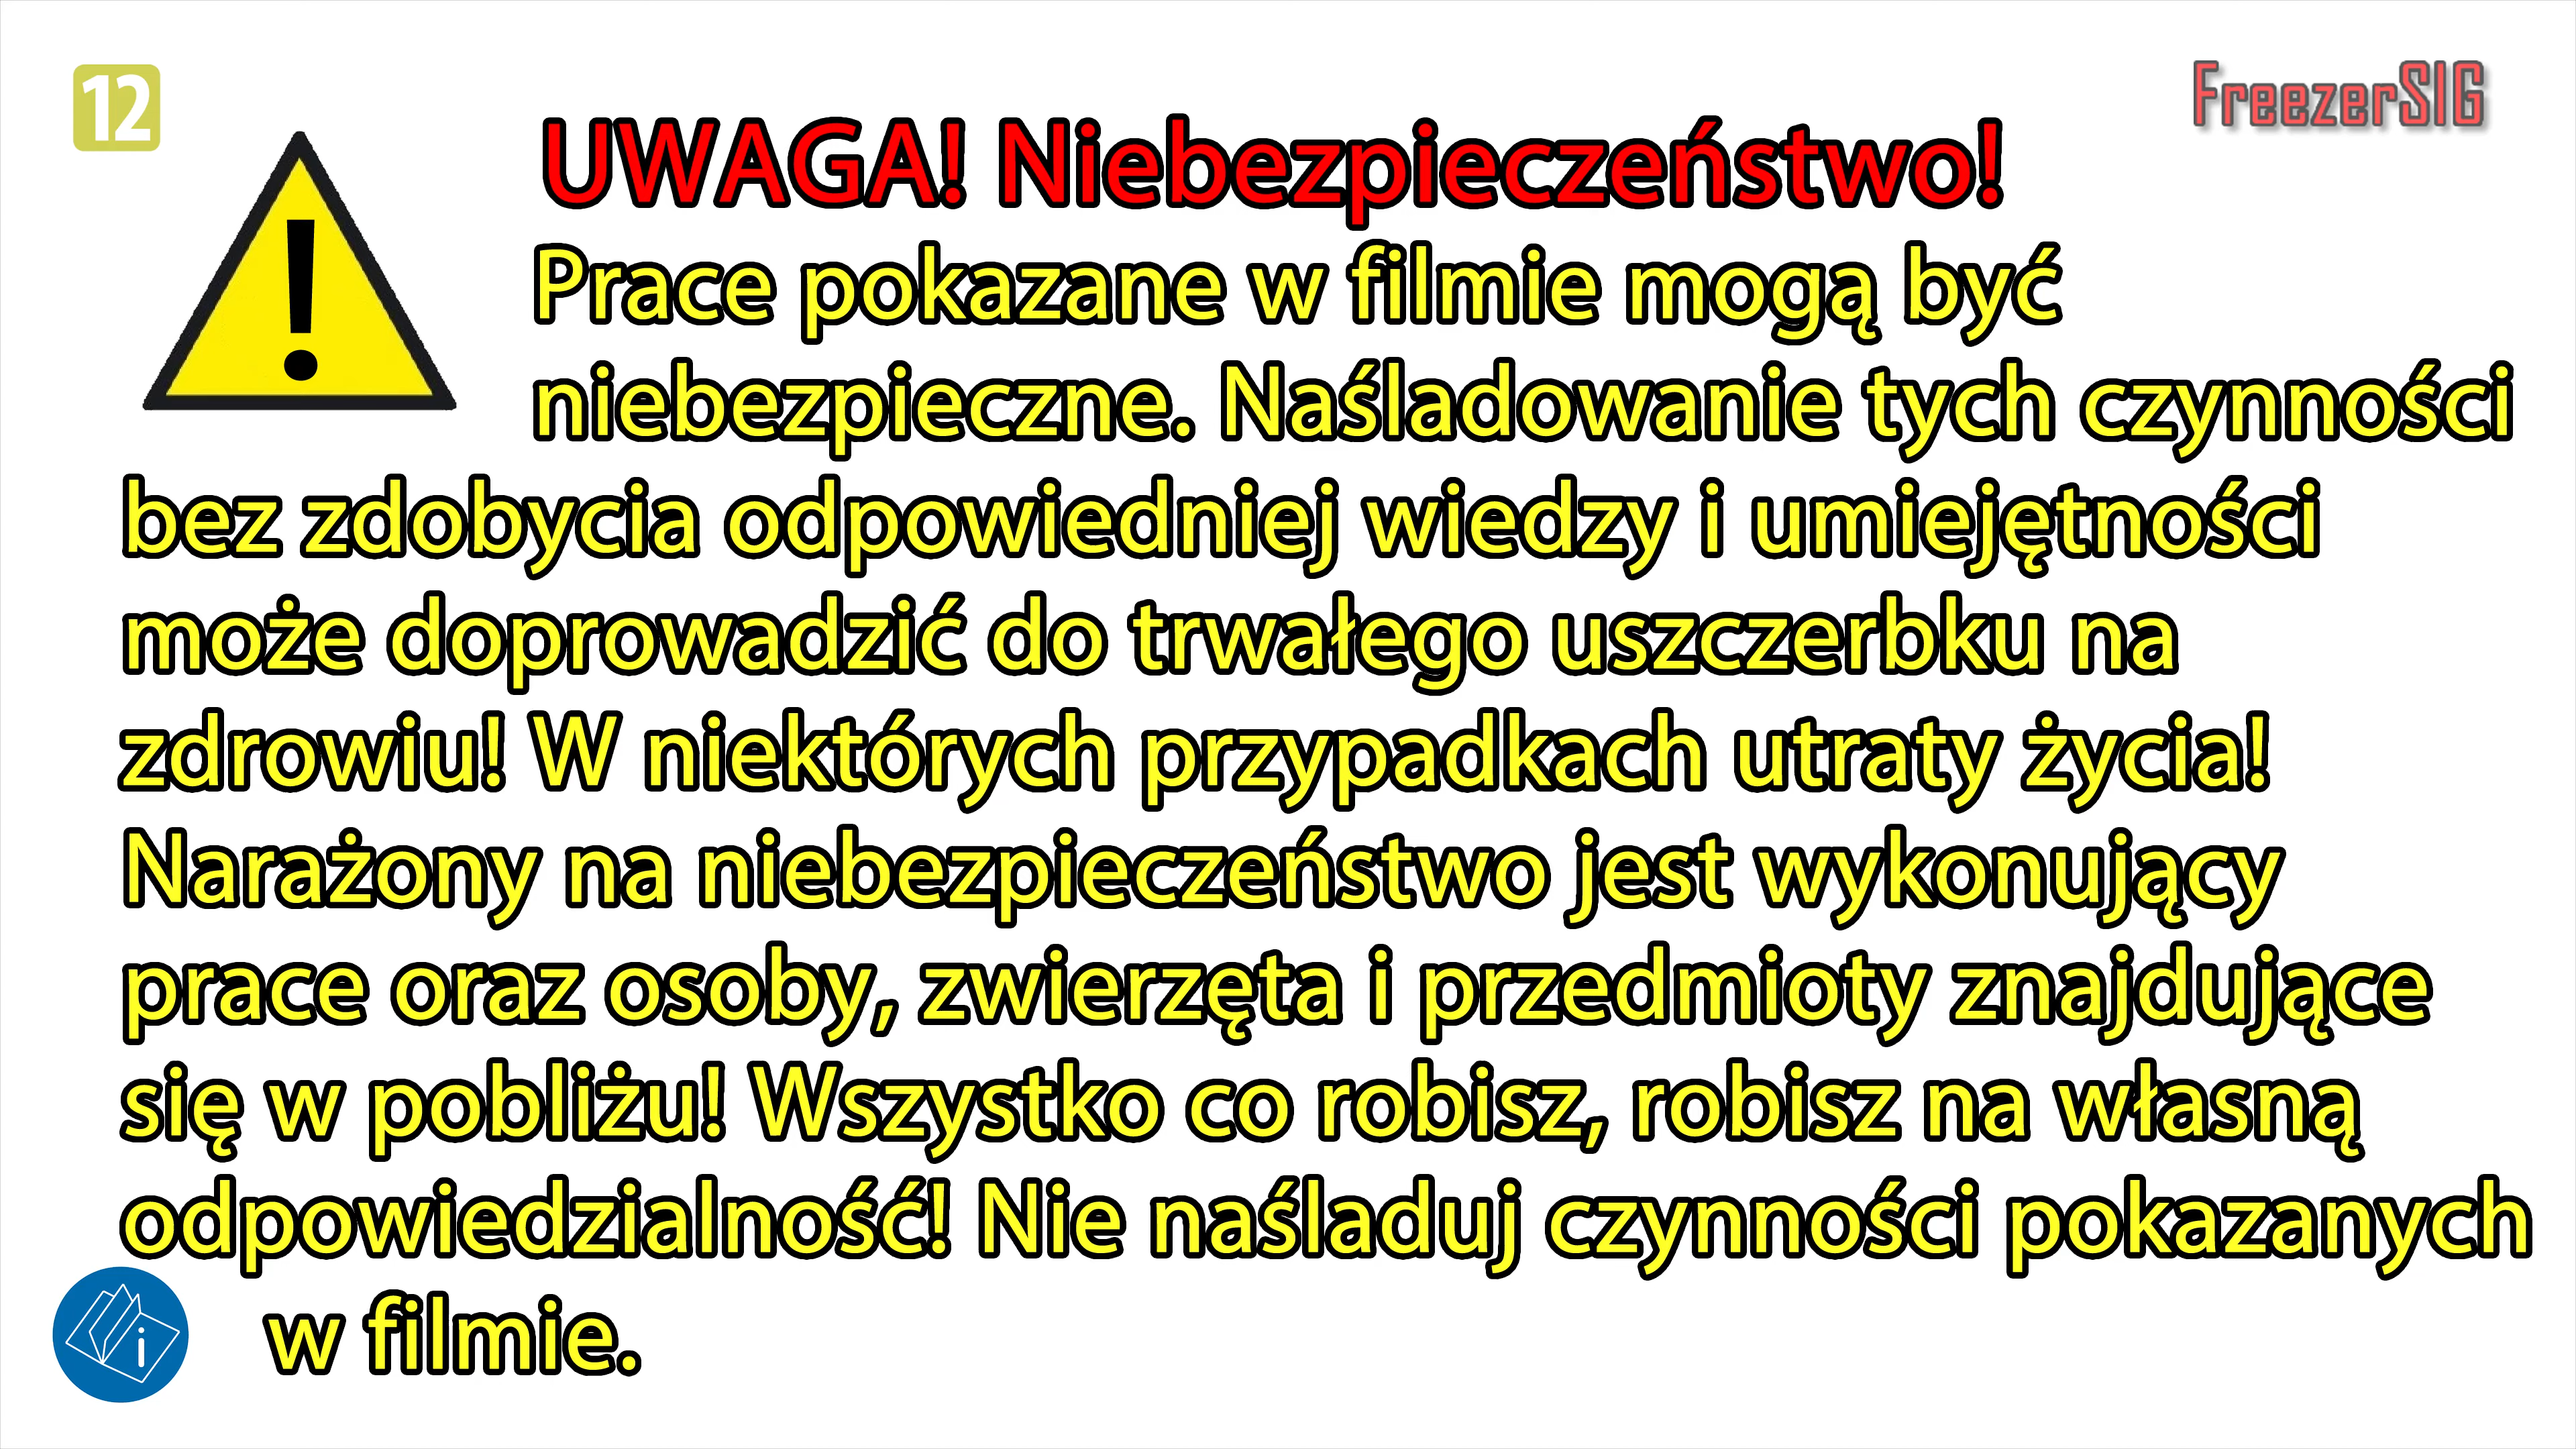 12
FreezerSIG
UWAGA! Niebezpieczeństwo!
Prace pokazane w filmie mogą być
niebezpieczne. Naśladowanie tych czynności
bez zdobycia odpowiedniej wiedzy i umiejętności
może doprowadzić do trwałego uszczerbku na
zdrowiu! W niektórych przypadkach utraty życia!
Narażony na niebezpieczeństwo jest wykonujący
prace oraz osoby, zwierzęta i przedmioty znajdujące
się w pobliżu! Wszystko co robisz, robisz na własną
odpowiedzialność! Nie naśladuj czynności pokazanych
w filmie.
i